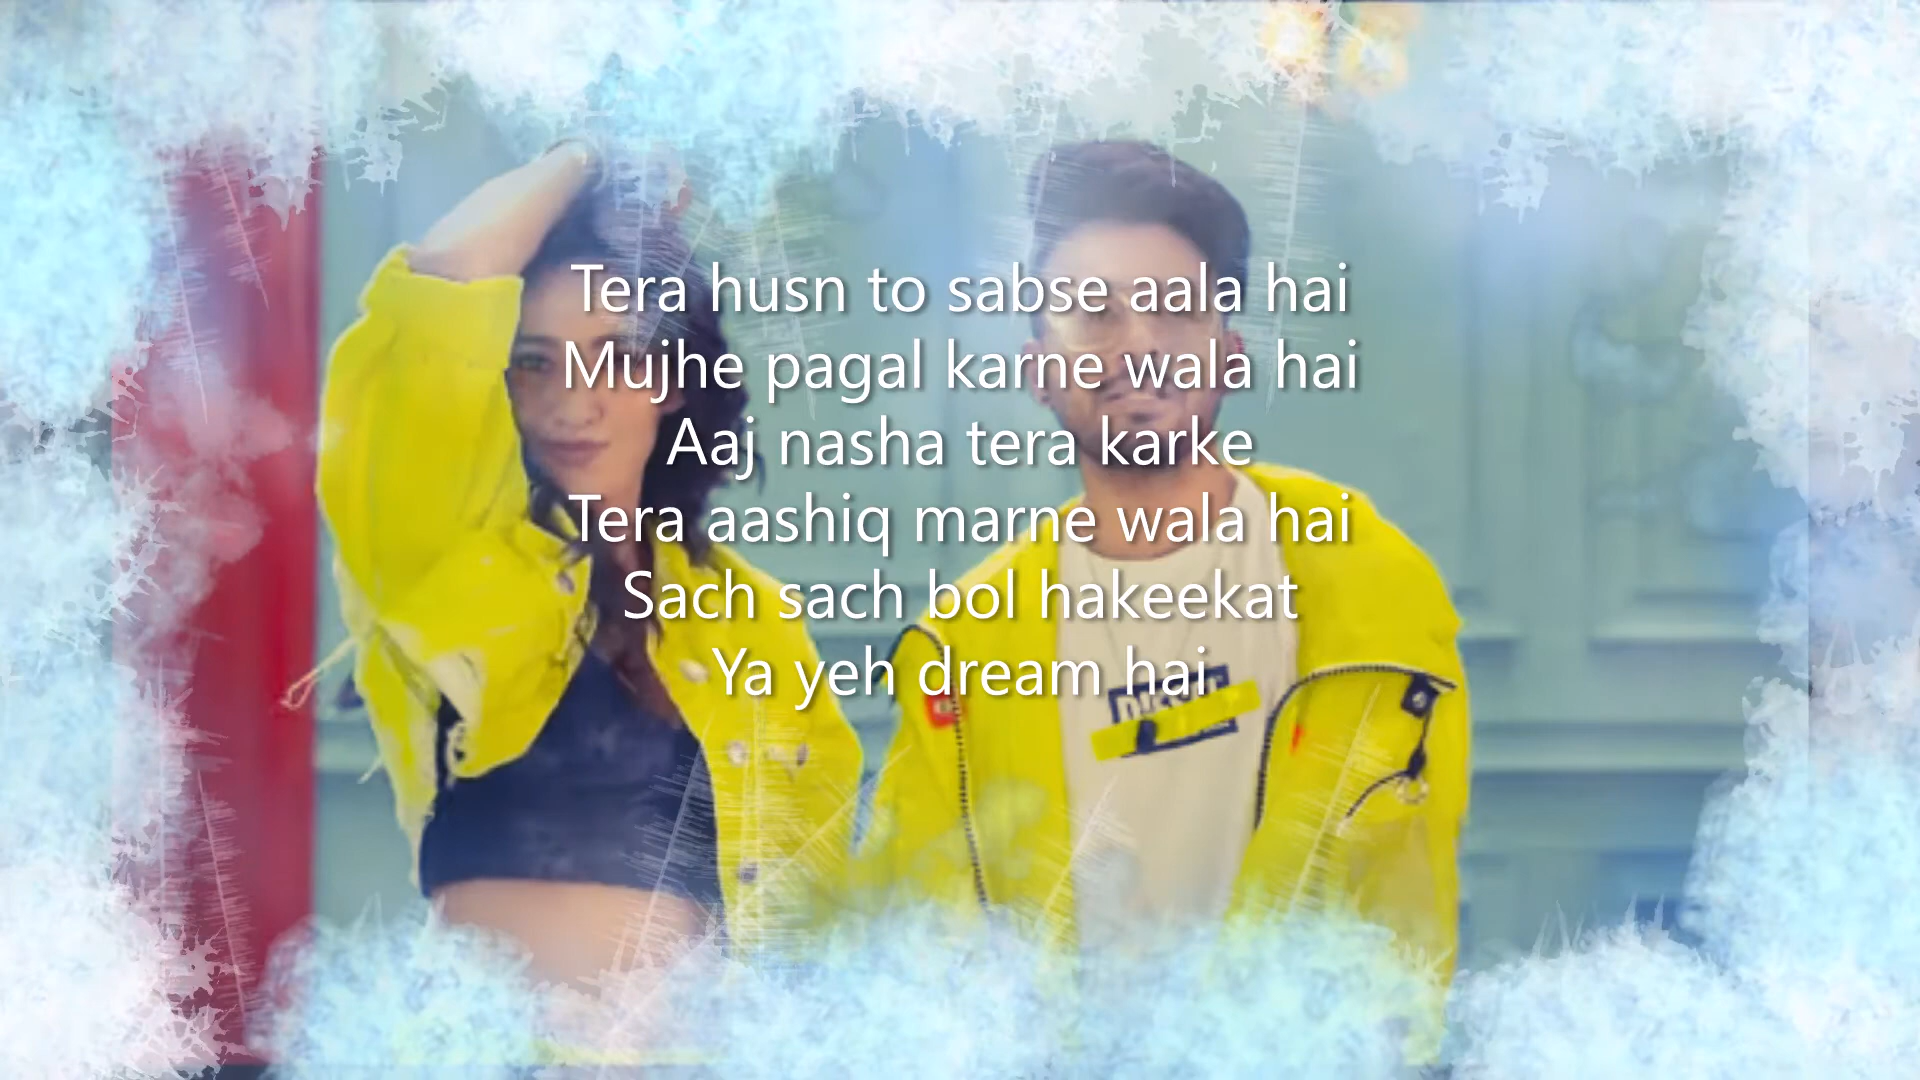 Tera husn to sabse aala hai
Mujhe pagal karne wala hai
Aaj nasha tera karke
Tera aashiq marne wala hai
Sach sach bol hakeekat
Ya yeh dream hai